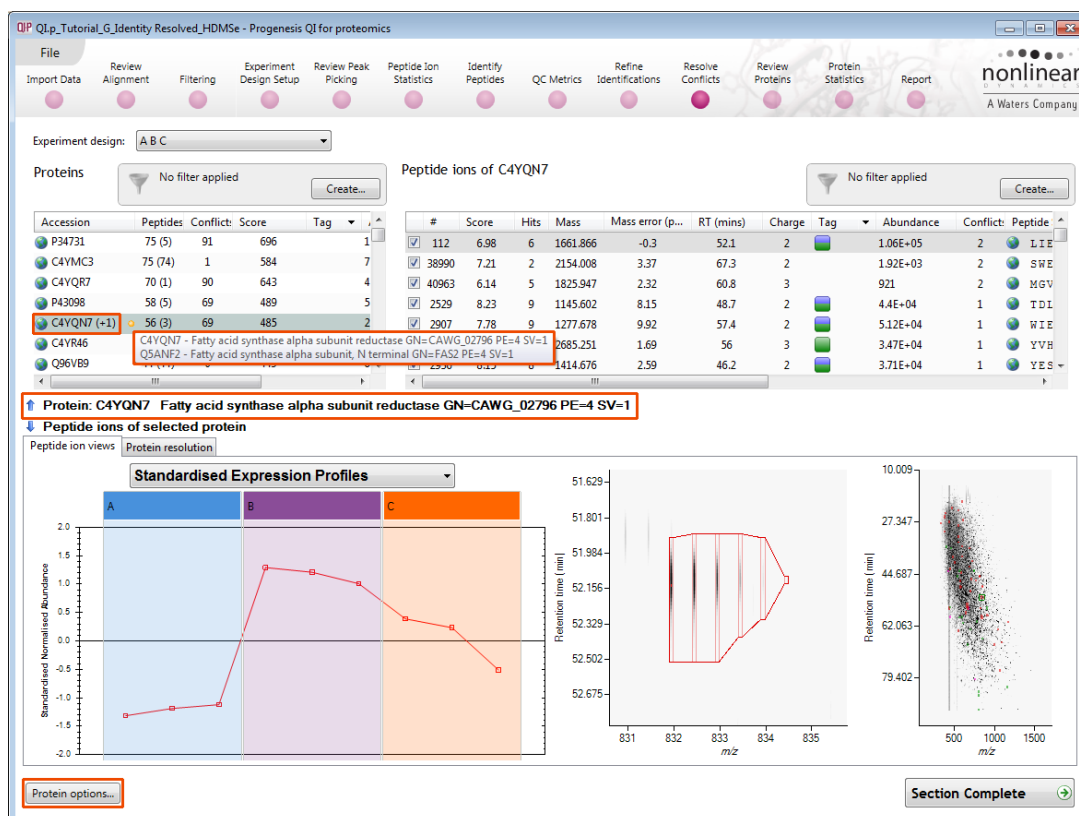 QI.p_Tutorial_G_Identity Resolved_HDMSe - Progenesis QI for proteomics
File
Import Data
Review Alignment
Filtering
Experiment Design Setup
Review Peak Picking
Peptide Ion Statistics
Identify Peptides
QC Metrics
Refine Identifications
Resolve Conflicts
Review Proteins
Protein Statistics
Report
nonlinear
DYNAMICS
A Waters Company
Experiment design: A B C
Proteins
No filter applied
Create...
Peptide ions of C4YQN7
No filter applied
Create...
Accession Peptides Conflicts Score Tag
P34731 75 (5) 91 696 1
C4YMC3 75 (74) 1 584 7
C4YQR7 70 (1) 90 643 4
P43098 58 (5) 69 489 5
C4YQN7 (+1) 56 (3) 69 485 2
C4YR46
Q96VB9
C4YQN7 - Fatty acid synthase alpha subunit reductase GN=CAWG_02796 PE=4 SV=1
Q5ANF2 - Fatty acid synthase alpha subunit, N terminal GN=FAS2 PE=4 SV=1
# Score Hits Mass Mass error (p... RT (mins) Charge Tag Abundance Conflicts Peptide
112 6.98 6 1661.866 -0.3 52.1 2 1.06E+05 2 LIE
38990 7.21 2 2154.008 3.37 67.3 2 1.92E+03 2 SWE
40963 6.14 5 1825.947 2.32 60.8 3 921 2 MGV
2529 8.23 9 1145.602 8.15 48.7 2 4.4E+04 1 TDL
2907 7.78 9 1277.678 9.92 57.4 2 5.12E+04 1 WIE
2685.251 1.69 56 3 3.47E+04 1 YVH
1414.676 2.59 46.2 2 3.71E+04 1 YES
Protein: C4YQN7 Fatty acid synthase alpha subunit reductase GN=CAWG_02796 PE=4 SV=1
Peptide ions of selected protein
Peptide ion views
Protein resolution
Standardised Expression Profiles
A B C
Standardised Normalised Abundance
2.0
1.5
1.0
0.5
0.0
-0.5
-1.0
-1.5
-2.0
Retention time (min)
51.629
51.801
51.984
52.156
52.329
52.502
52.675
831 832 833 834 835
m/z
Retention time (min)
10.009
27.347
44.687
62.063
79.402
500 1000 1500
m/z
Protein options...
Section Complete